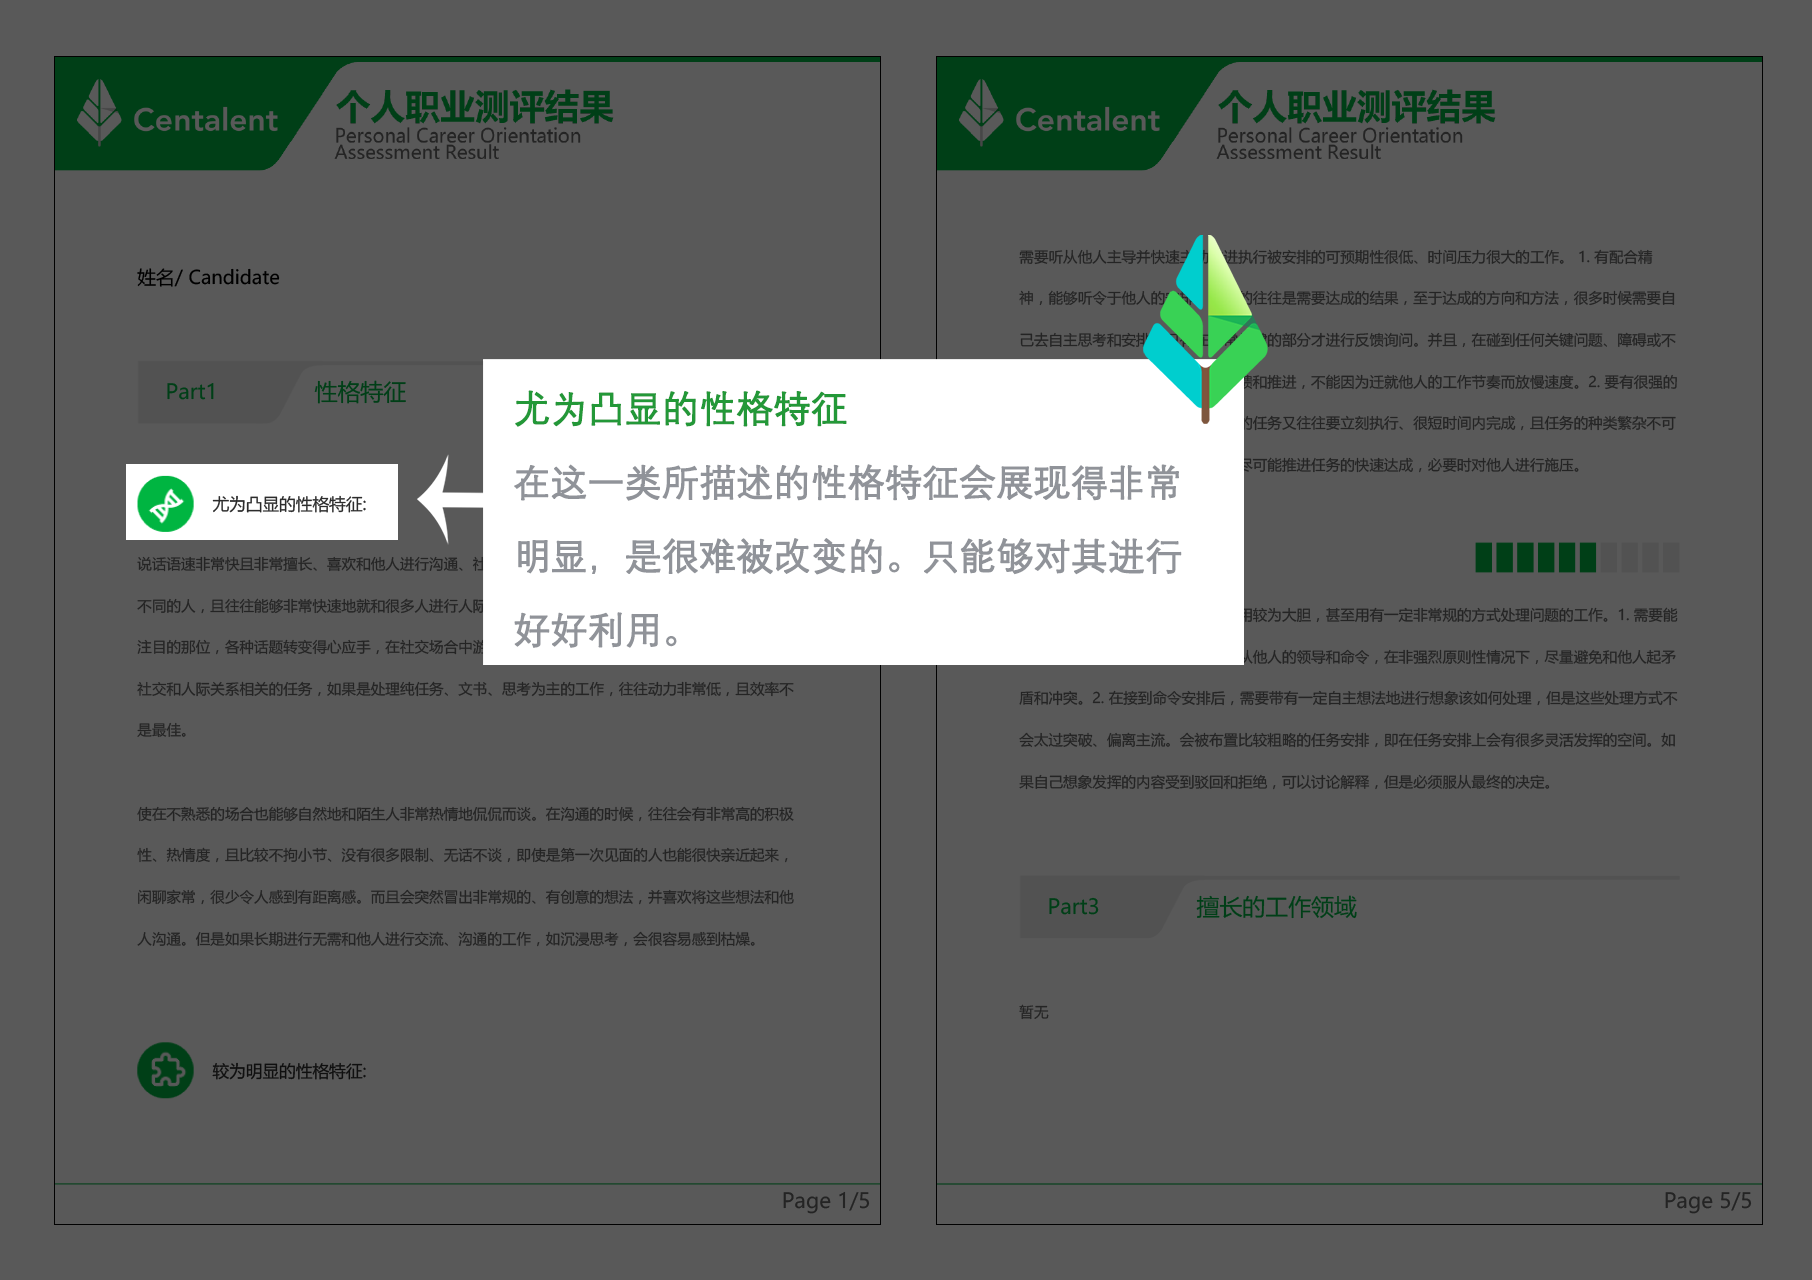 Centalent
个人职业测评结果
Personal Career Orientation
Assessment Result
姓名/ Candidate
Part1
性格特征
尤为凸显的性格特征:
说话语速非常快且非常擅长、喜欢和他人进行沟通、
不同的人，且往往能够非常快速地就和很多人进行人际
注目的那位，各种话题转变得心应手，在社交场合中游
社交和人际关系相关的任务，如果是处理纯任务、文书、思考为主的工作，往往动力非常低，且效率不
是最佳。
使在不熟悉的场合也能够自然地和陌生人非常热情地侃侃而谈。在沟通的时候，往往会有非常高的积极
性、热情度，且比较不拘小节、没有很多限制、无话不谈，即使是第一次见面的人也能很快亲近起来，
闲聊家常，很少令人感到有距离感。而且会突然冒出非常规的、有创意的想法，并喜欢将这些想法和他
人沟通。但是如果长期进行无需和他人进行交流、沟通的工作，如沉浸思考，会很容易感到枯燥。
较为明显的性格特征:
Page 1/5
尤为凸显的性格特征
在这一类所描述的性格特征会展现得非常
明显，是很难被改变的。只能够对其进行
好好利用。
Centalent
个人职业测评结果
Personal Career Orientation
Assessment Result
需要听从他人主导并快速主 进执行被安排的可预期性很低、时间压力很大的工作。 1. 有配合精
神，能够听令于他人的 的往往是需要达成的结果，至于达成的方向和方法，很多时候需要自
己去自主思考和安排 的部分才进行反馈询问。并且，在碰到任何关键问题、障碍或不
和推进，不能因为迁就他人的工作节奏而放慢速度。2. 要有很强的
的任务又往往要立刻执行、很短时间内完成，且任务的种类繁杂不可
尽可能推进任务的快速达成，必要时对他人进行施压。
用较为大胆，甚至用有一定非常规的方式处理问题的工作。1. 需要能
他人的领导和命令，在非强烈原则性情况下，尽量避免和他人起矛
盾和冲突。2. 在接到命令安排后，需要带有一定自主想法地进行想象该如何处理，但是这些处理方式不
会太过突破、偏离主流。会被布置比较粗略的任务安排，即在任务安排上会有很多灵活发挥的空间。如
果自己想象发挥的内容受到驳回和拒绝，可以讨论解释，但是必须服从最终的决定。
Part3
擅长的工作领域
暂无
Page 5/5